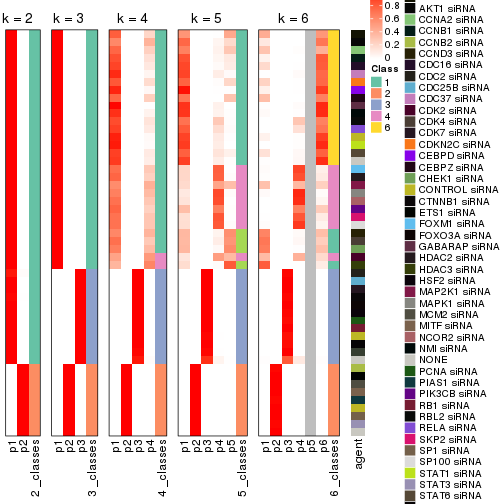 k = 2
k = 3
k = 4
k = 5
k = 6
0.8
0.6
0.4
0.2
0
Class
1
2
3
4
5
6
AKT1 siRNA
CCNA2 siRNA
CCNB1 siRNA
CCNB2 siRNA
CCND3 siRNA
CDC16 siRNA
CDC2 siRNA
CDC25B siRNA
CDC37 siRNA
CDK2 siRNA
CDK4 siRNA
CDK7 siRNA
CDKN2C siRNA
CEBPD siRNA
CEBPZ siRNA
CHEK1 siRNA
CONTROL siRNA
CTNNB1 siRNA
ETS1 siRNA
FOXM1 siRNA
FOXO3A siRNA
GABARAP siRNA
HDAC2 siRNA
HDAC3 siRNA
HSF2 siRNA
MAP2K1 siRNA
MAPK1 siRNA
MCM2 siRNA
MITF siRNA
NCOR2 siRNA
NMI siRNA
NONE
PCNA siRNA
PIAS1 siRNA
PIK3CB siRNA
RB1 siRNA
RBL2 siRNA
RELA siRNA
SKP2 siRNA
SP1 siRNA
SP100 siRNA
STAT1 siRNA
STAT3 siRNA
STAT6 siRNA
p1
p2
2_classes
p1
p2
p3
3_classes
p1
p2
p3
p4
4_classes
p1
p2
p3
p4
p5
5_classes
p1
p2
p3
p4
p5
p6
6_classes
agent